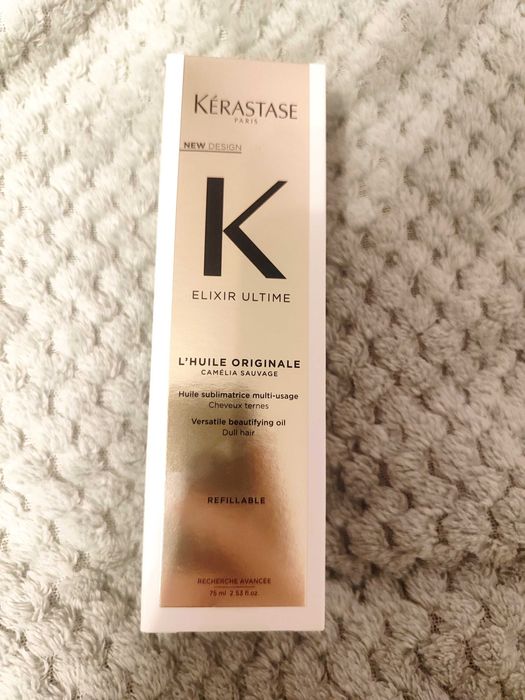 KÉRASTASE
PARIS
NEW DESIGN
K
ELIXIR ULTIME
L'HUILE ORIGINALE
CAMÉLIA SAUVAGE
Huile sublimatrice multi-usage
Cheveux ternes
Versatile beautifying oil
Dull hair
REFILLABLE
RECHERCHE AVANCÉE
75 ml 2.53 fl.oz